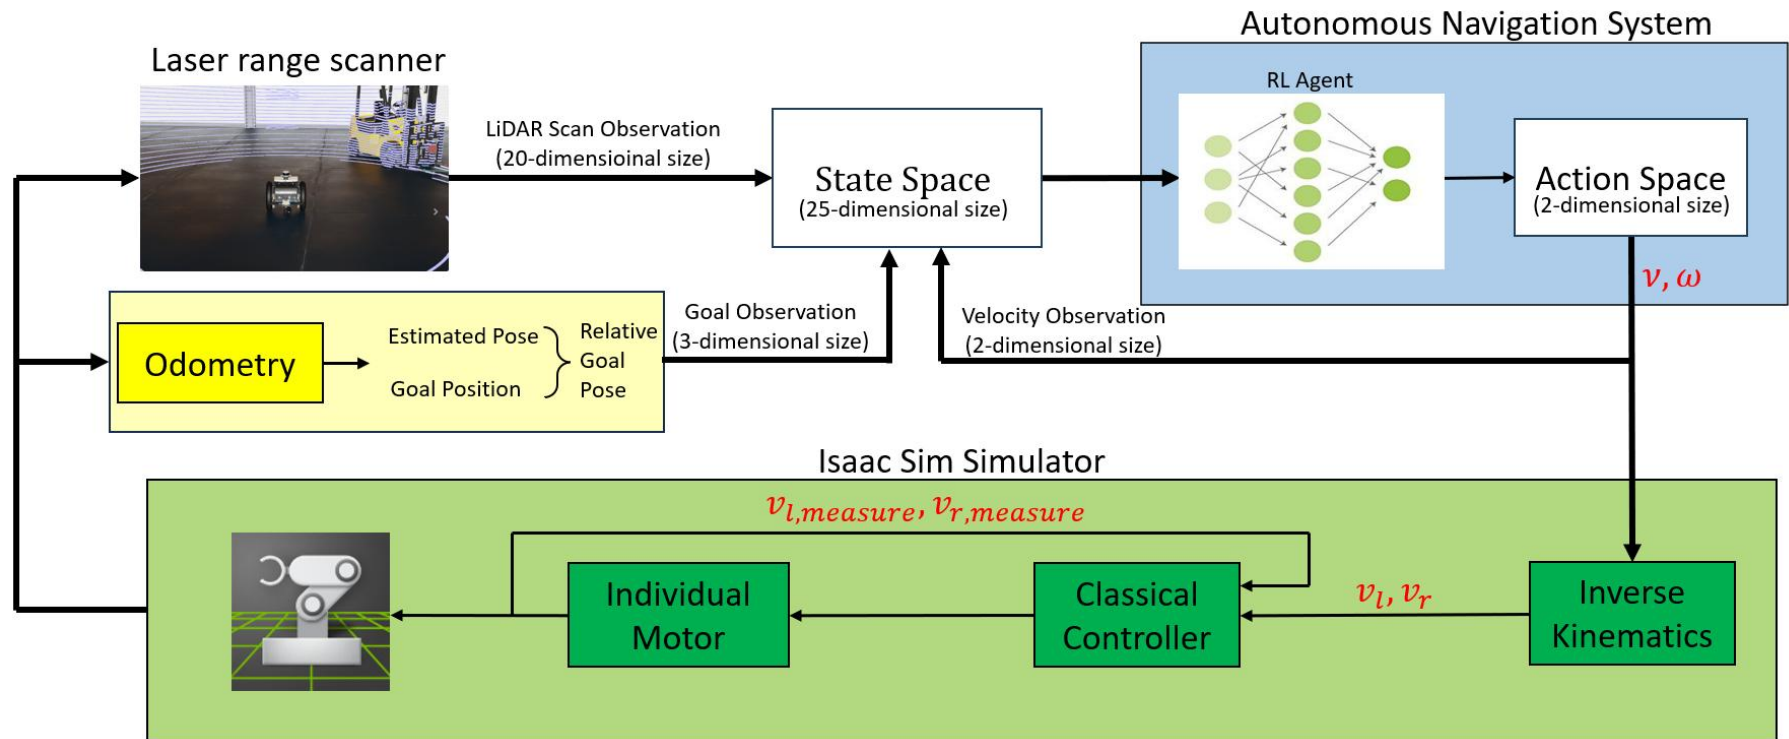 Autonomous Navigation System
Laser range scanner
RL Agent
LiDAR Scan Observation
(20-dimensioinal size)
State Space
(25-dimensional size)
Action Space
(2-dimensional size)
ν, ω
Goal Observation
(3-dimensional size)
Velocity Observation
(2-dimensional size)
Odometry
Estimated Pose
Goal Position
Relative
Goal
Pose
Isaac Sim Simulator
v_{l,measure}, v_{r,measure}
Individual
Motor
Classical
Controller
v_l, v_r
Inverse
Kinematics